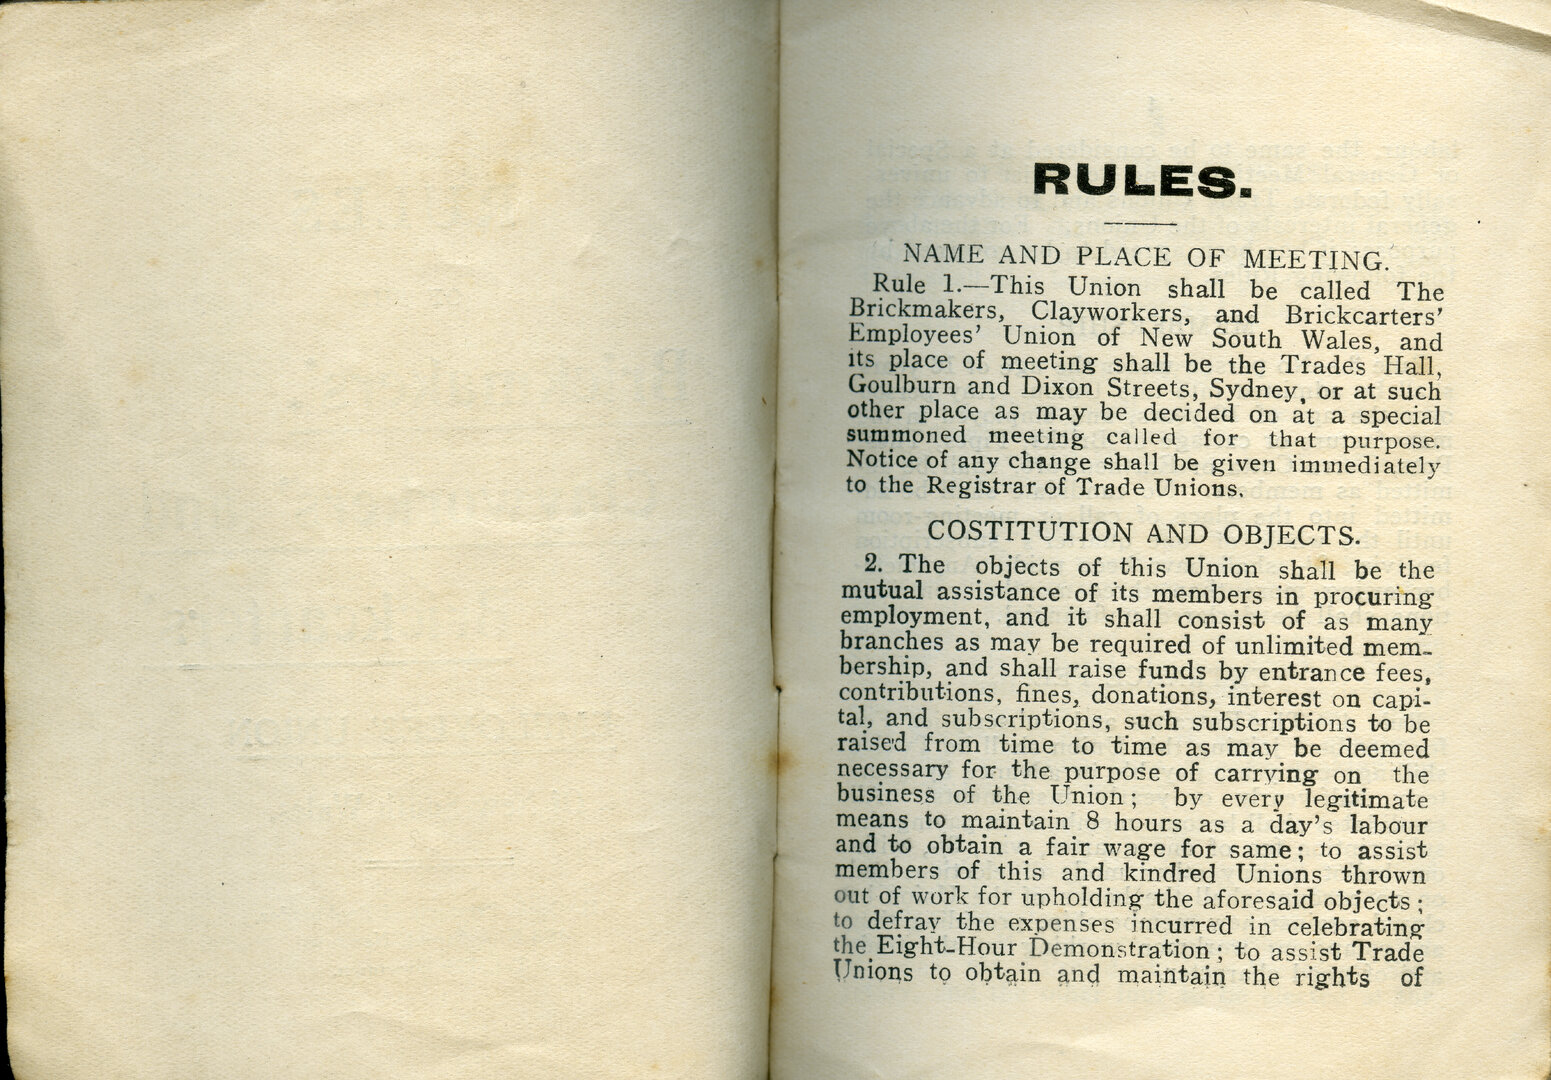 RULES.
NAME AND PLACE OF MEETING.
Rule 1.—This Union shall be called The
Brickmakers, Clayworkers, and Brickcarters'
Employees' Union of New South Wales, and
its place of meeting shall be the Trades Hall,
Goulburn and Dixon Streets, Sydney, or at such
other place as may be decided on at a special
summoned meeting called for that purpose.
Notice of any change shall be given immediately
to the Registrar of Trade Unions.
COSTITUTION AND OBJECTS.
2. The objects of this Union shall be the
mutual assistance of its members in procuring
employment, and it shall consist of as many
branches as may be required of unlimited mem-
bership, and shall raise funds by entrance fees,
contributions, fines, donations, interest on capi-
tal, and subscriptions, such subscriptions to be
raised from time to time as may be deemed
necessary for the purpose of carrying on the
business of the Union; by every legitimate
means to maintain 8 hours as a day's labour
and to obtain a fair wage for same; to assist
members of this and kindred Unions thrown
out of work for upholding the aforesaid objects;
to defray the expenses incurred in celebrating
the Eight-Hour Demonstration; to assist Trade
Unions to obtain and maintain the rights of